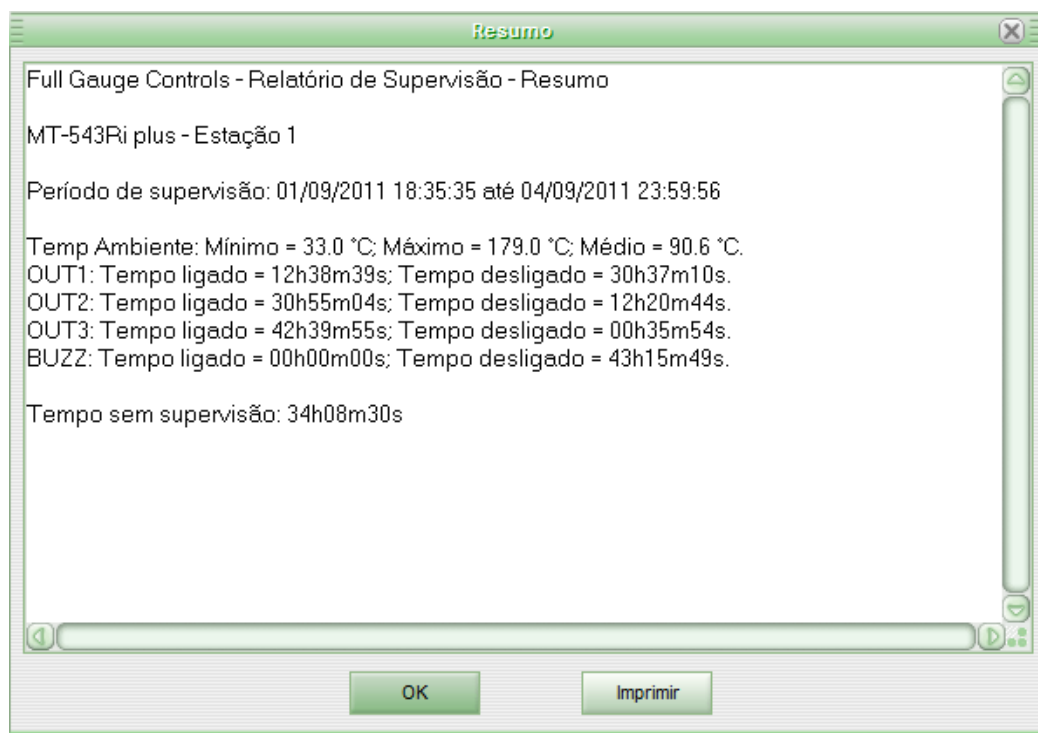 Resumo
Full Gauge Controls - Relatório de Supervisão - Resumo
MT-543Ri plus - Estação 1
Período de supervisão: 01/09/2011 18:35:35 até 04/09/2011 23:59:56
Temp Ambiente: Mínimo = 33.0 °C; Máximo = 179.0 °C; Médio = 90.6 °C.
OUT1: Tempo ligado = 12h38m39s; Tempo desligado = 30h37m10s.
OUT2: Tempo ligado = 30h55m04s; Tempo desligado = 12h20m44s.
OUT3: Tempo ligado = 42h39m55s; Tempo desligado = 00h35m54s.
BUZZ: Tempo ligado = 00h00m00s; Tempo desligado = 43h15m49s.
Tempo sem supervisão: 34h08m30s
OK
Imprimir